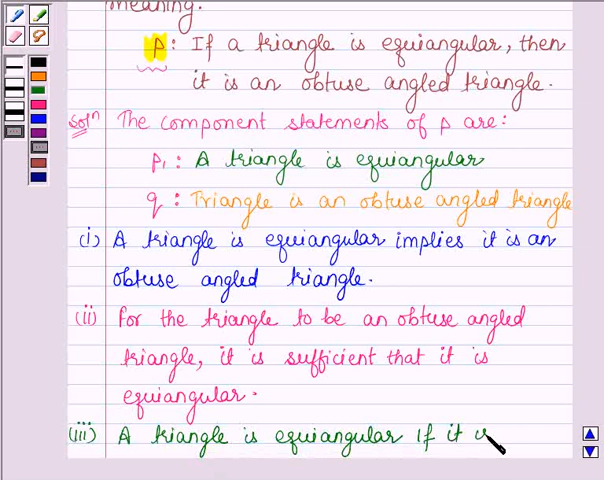 meaning.
p: If a triangle is equiangular, then
it is an obtuse angled triangle.
Solⁿ The component statements of p are:
p₁: A triangle is equiangular
q: Triangle is an obtuse angled triangle
(i) A triangle is equiangular implies it is an
obtuse angled triangle.
(ii) For the triangle to be an obtuse angled
triangle, it is sufficient that it is
equiangular.
(iii) A triangle is equiangular If it is